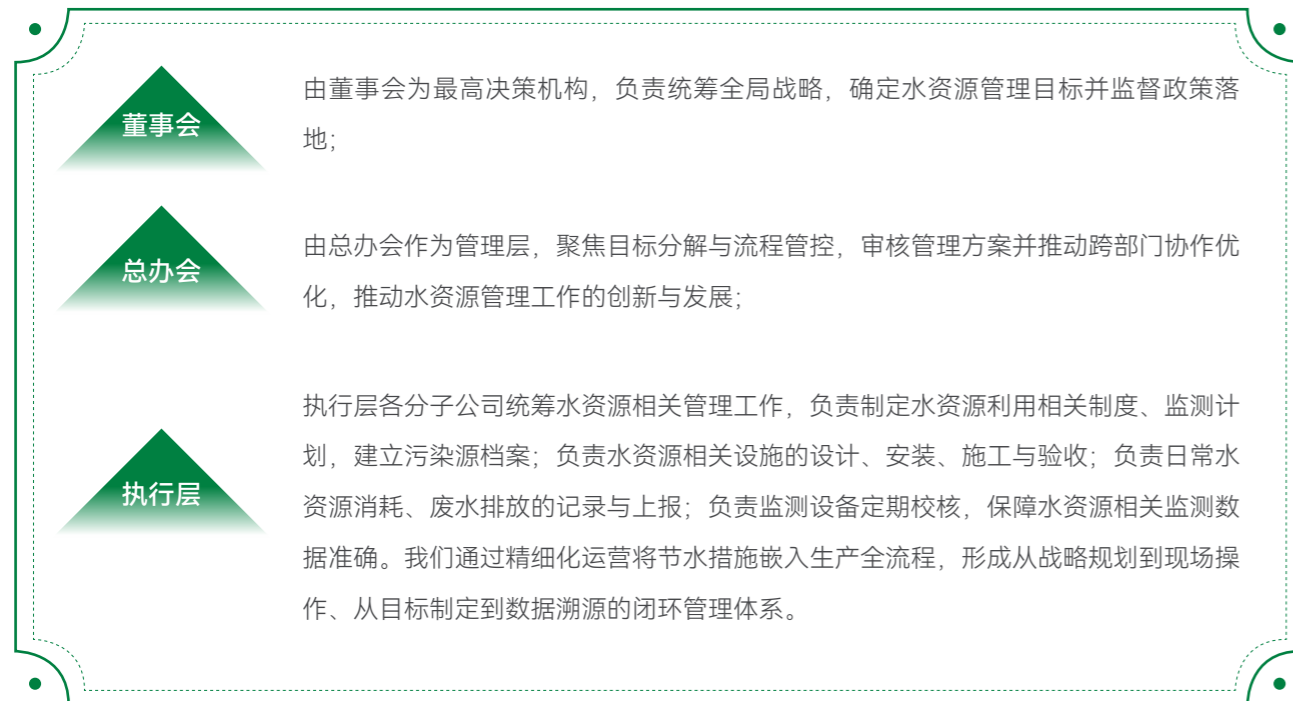 董事会
由董事会为最高决策机构，负责统筹全局战略，确定水资源管理目标并监督政策落
地；
总办会
由总办会作为管理层，聚焦目标分解与流程管控，审核管理方案并推动跨部门协作优
化，推动水资源管理工作的创新与发展；
执行层
执行层各分子公司统筹水资源相关管理工作，负责制定水资源利用相关制度、监测计
划，建立污染源档案；负责水资源相关设施的设计、安装、施工与验收；负责日常水
资源消耗、废水排放的记录与上报；负责监测设备定期校核，保障水资源相关监测数
据准确。我们通过精细化运营将节水措施嵌入生产全流程，形成从战略规划到现场操
作、从目标制定到数据溯源的闭环管理体系。